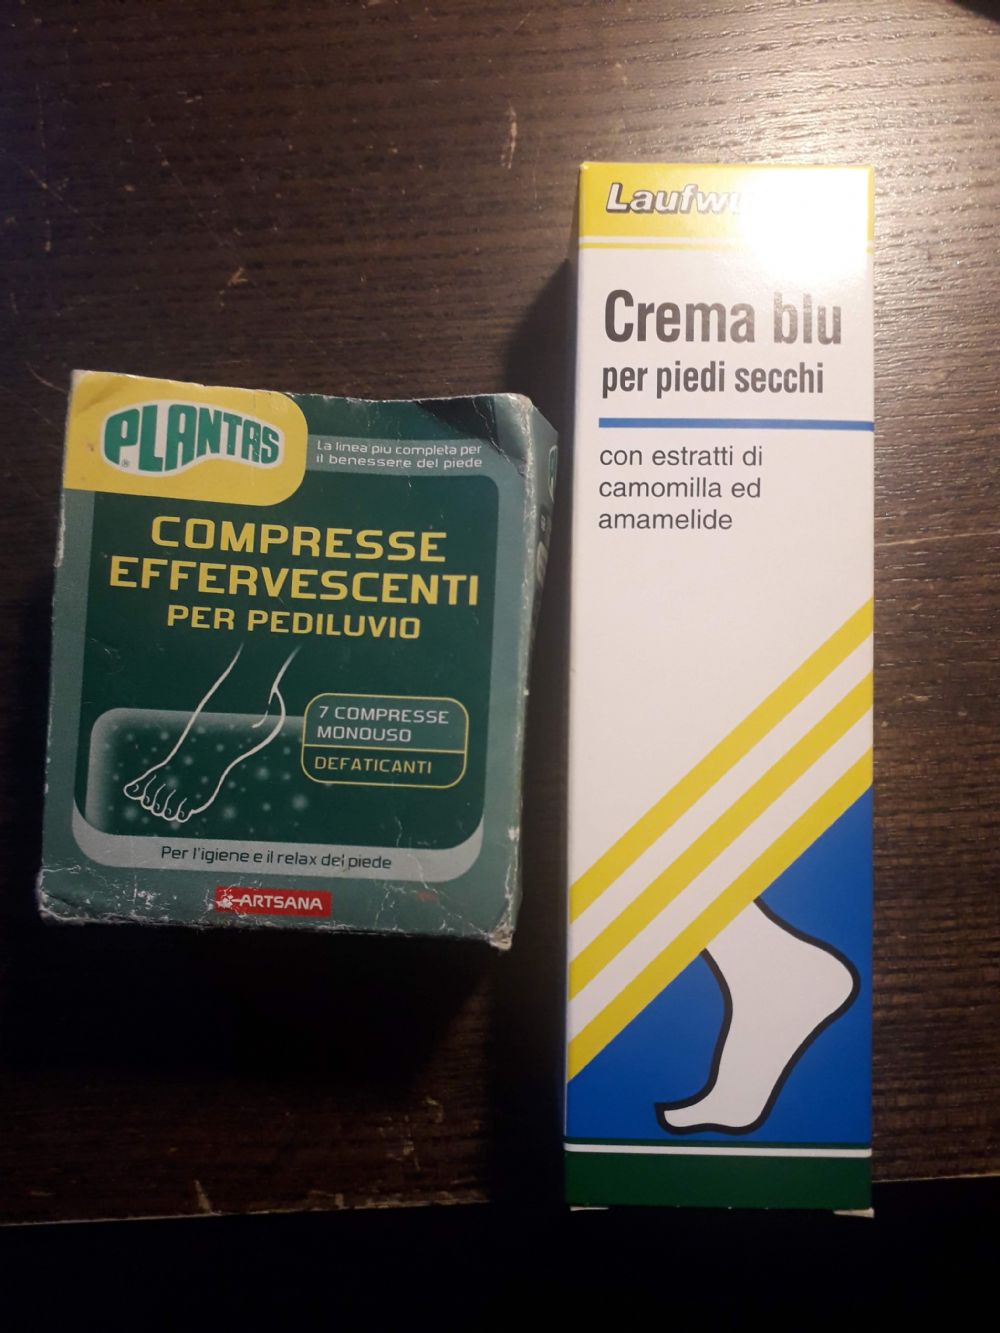 PLANTAS
®
La linea più completa per
il benessere del piede
COMPRESSE
EFFERVESCENTI
PER PEDILUVIO
7 COMPRESSE
MONOUSO
DEFATICANTI
Per l'igiene e il relax del piede
ARTSANA
Crema blu
per piedi secchi
con estratti di
camomilla ed
amamelide